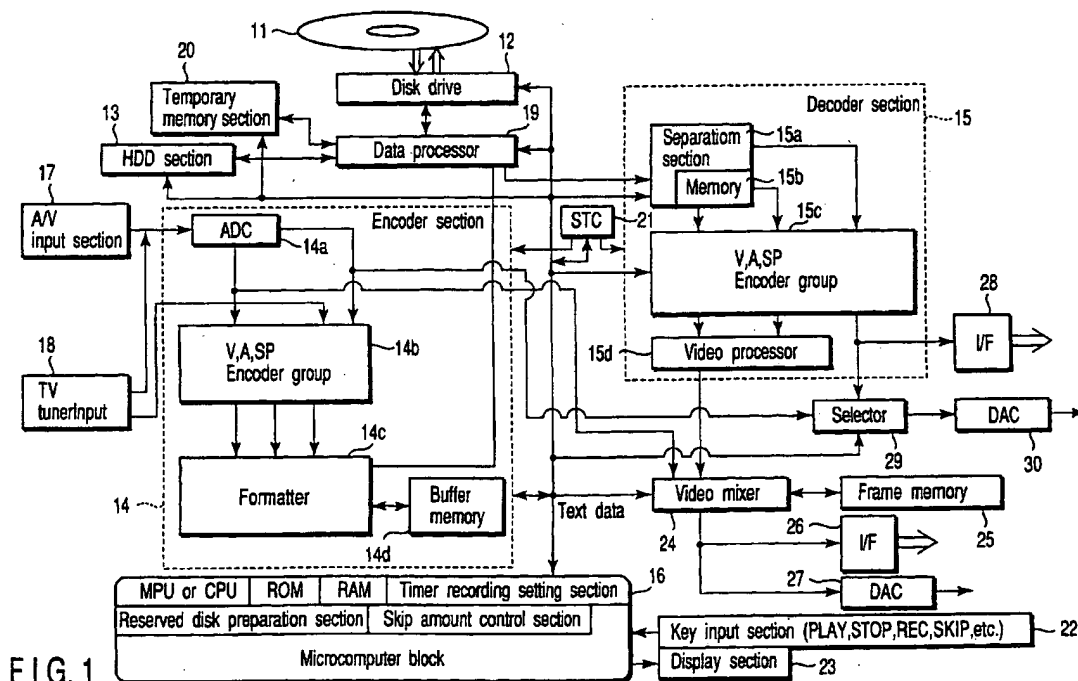 11
12
20
Temporary
memory section
Disk drive
19
13
HDD section
Data processor
Decoder section
15
Separatiom
section
15a
Memory
15b
17
A/V
input section
Encoder section
ADC
14a
STC
21
15c
V,A,SP
Encoder group
28
I/F
18
TV
tunerInput
V,A,SP
Encoder group
14b
15d
Video processor
Selector
29
DAC
30
14c
Formatter
14
Buffer
memory
14d
Text data
Video mixer
24
Frame memory
25
26
I/F
27
DAC
MPU or CPU
ROM
RAM
Timer recording setting section
16
Reserved disk preparation section
Skip amount control section
Microcomputer block
Key input section (PLAY,STOP,REC,SKIP,etc.)
22
Display section
23
FIG.1